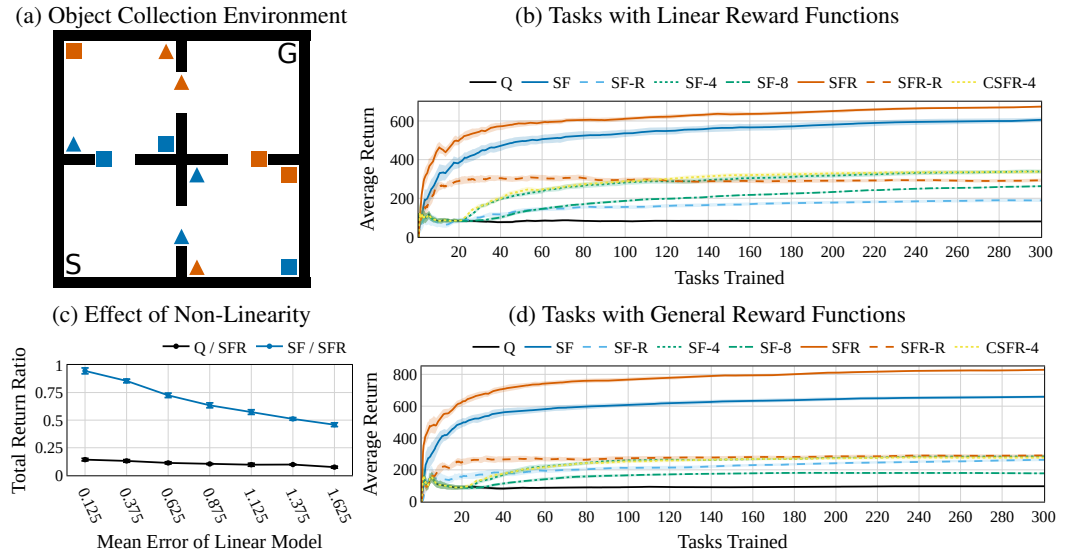 (a) Object Collection Environment
G
S
(b) Tasks with Linear Reward Functions
Q SF SF-R SF-4 SF-8 SFR SFR-R CSFR-4
Average Return
600
400
200
0
20 40 60 80 100 120 140 160 180 200 220 240 260 280 300
Tasks Trained
(c) Effect of Non-Linearity
Q / SFR SF / SFR
Total Return Ratio
1
0.75
0.5
0.25
0
0.125 0.375 0.625 0.875 1.125 1.375 1.625
Mean Error of Linear Model
(d) Tasks with General Reward Functions
Q SF SF-R SF-4 SF-8 SFR SFR-R CSFR-4
Average Return
800
600
400
200
0
20 40 60 80 100 120 140 160 180 200 220 240 260 280 300
Tasks Trained